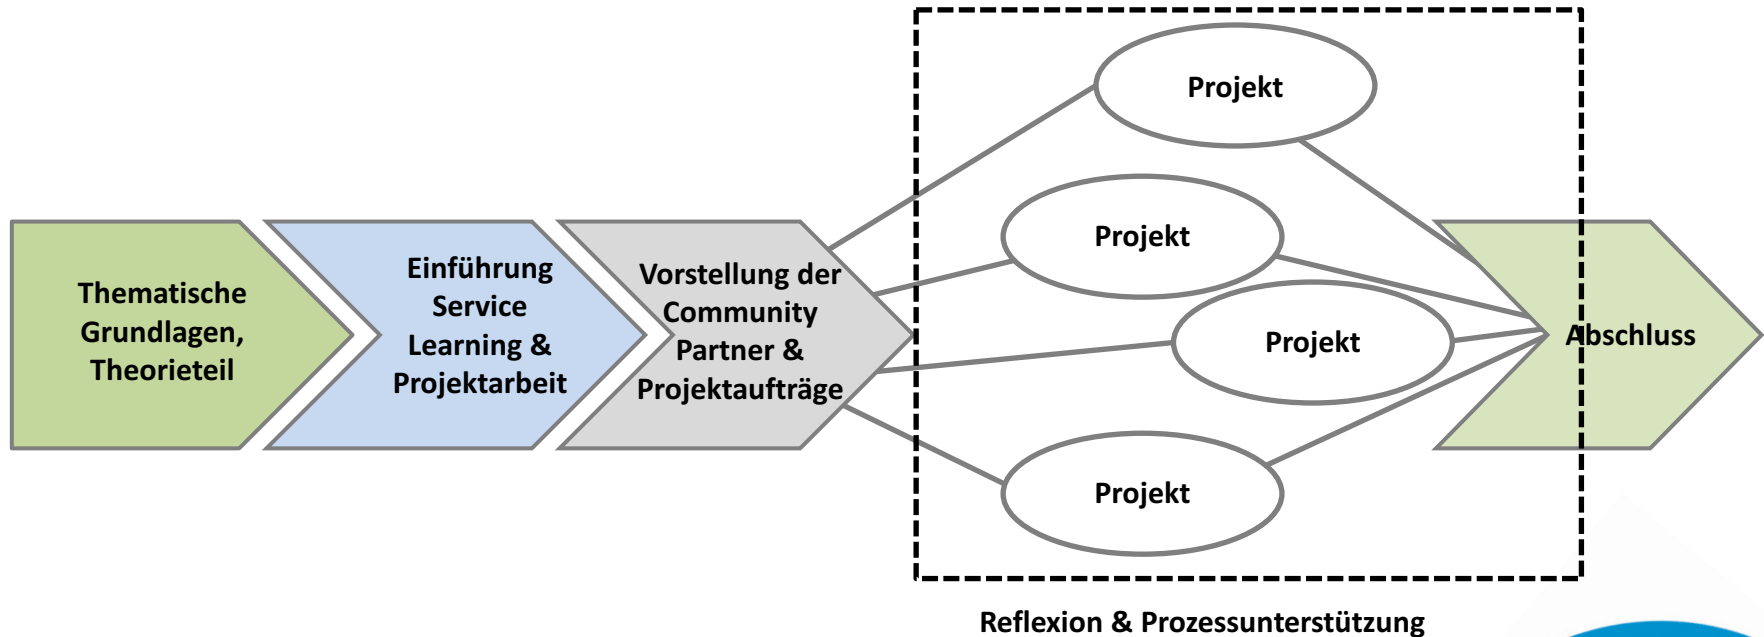 Thematische
Grundlagen,
Theorieteil
Einführung
Service
Learning &
Projektarbeit
Vorstellung der
Community
Partner &
Projektaufträge
Projekt
Projekt
Projekt
Projekt
Abschluss
Reflexion & Prozessunterstützung